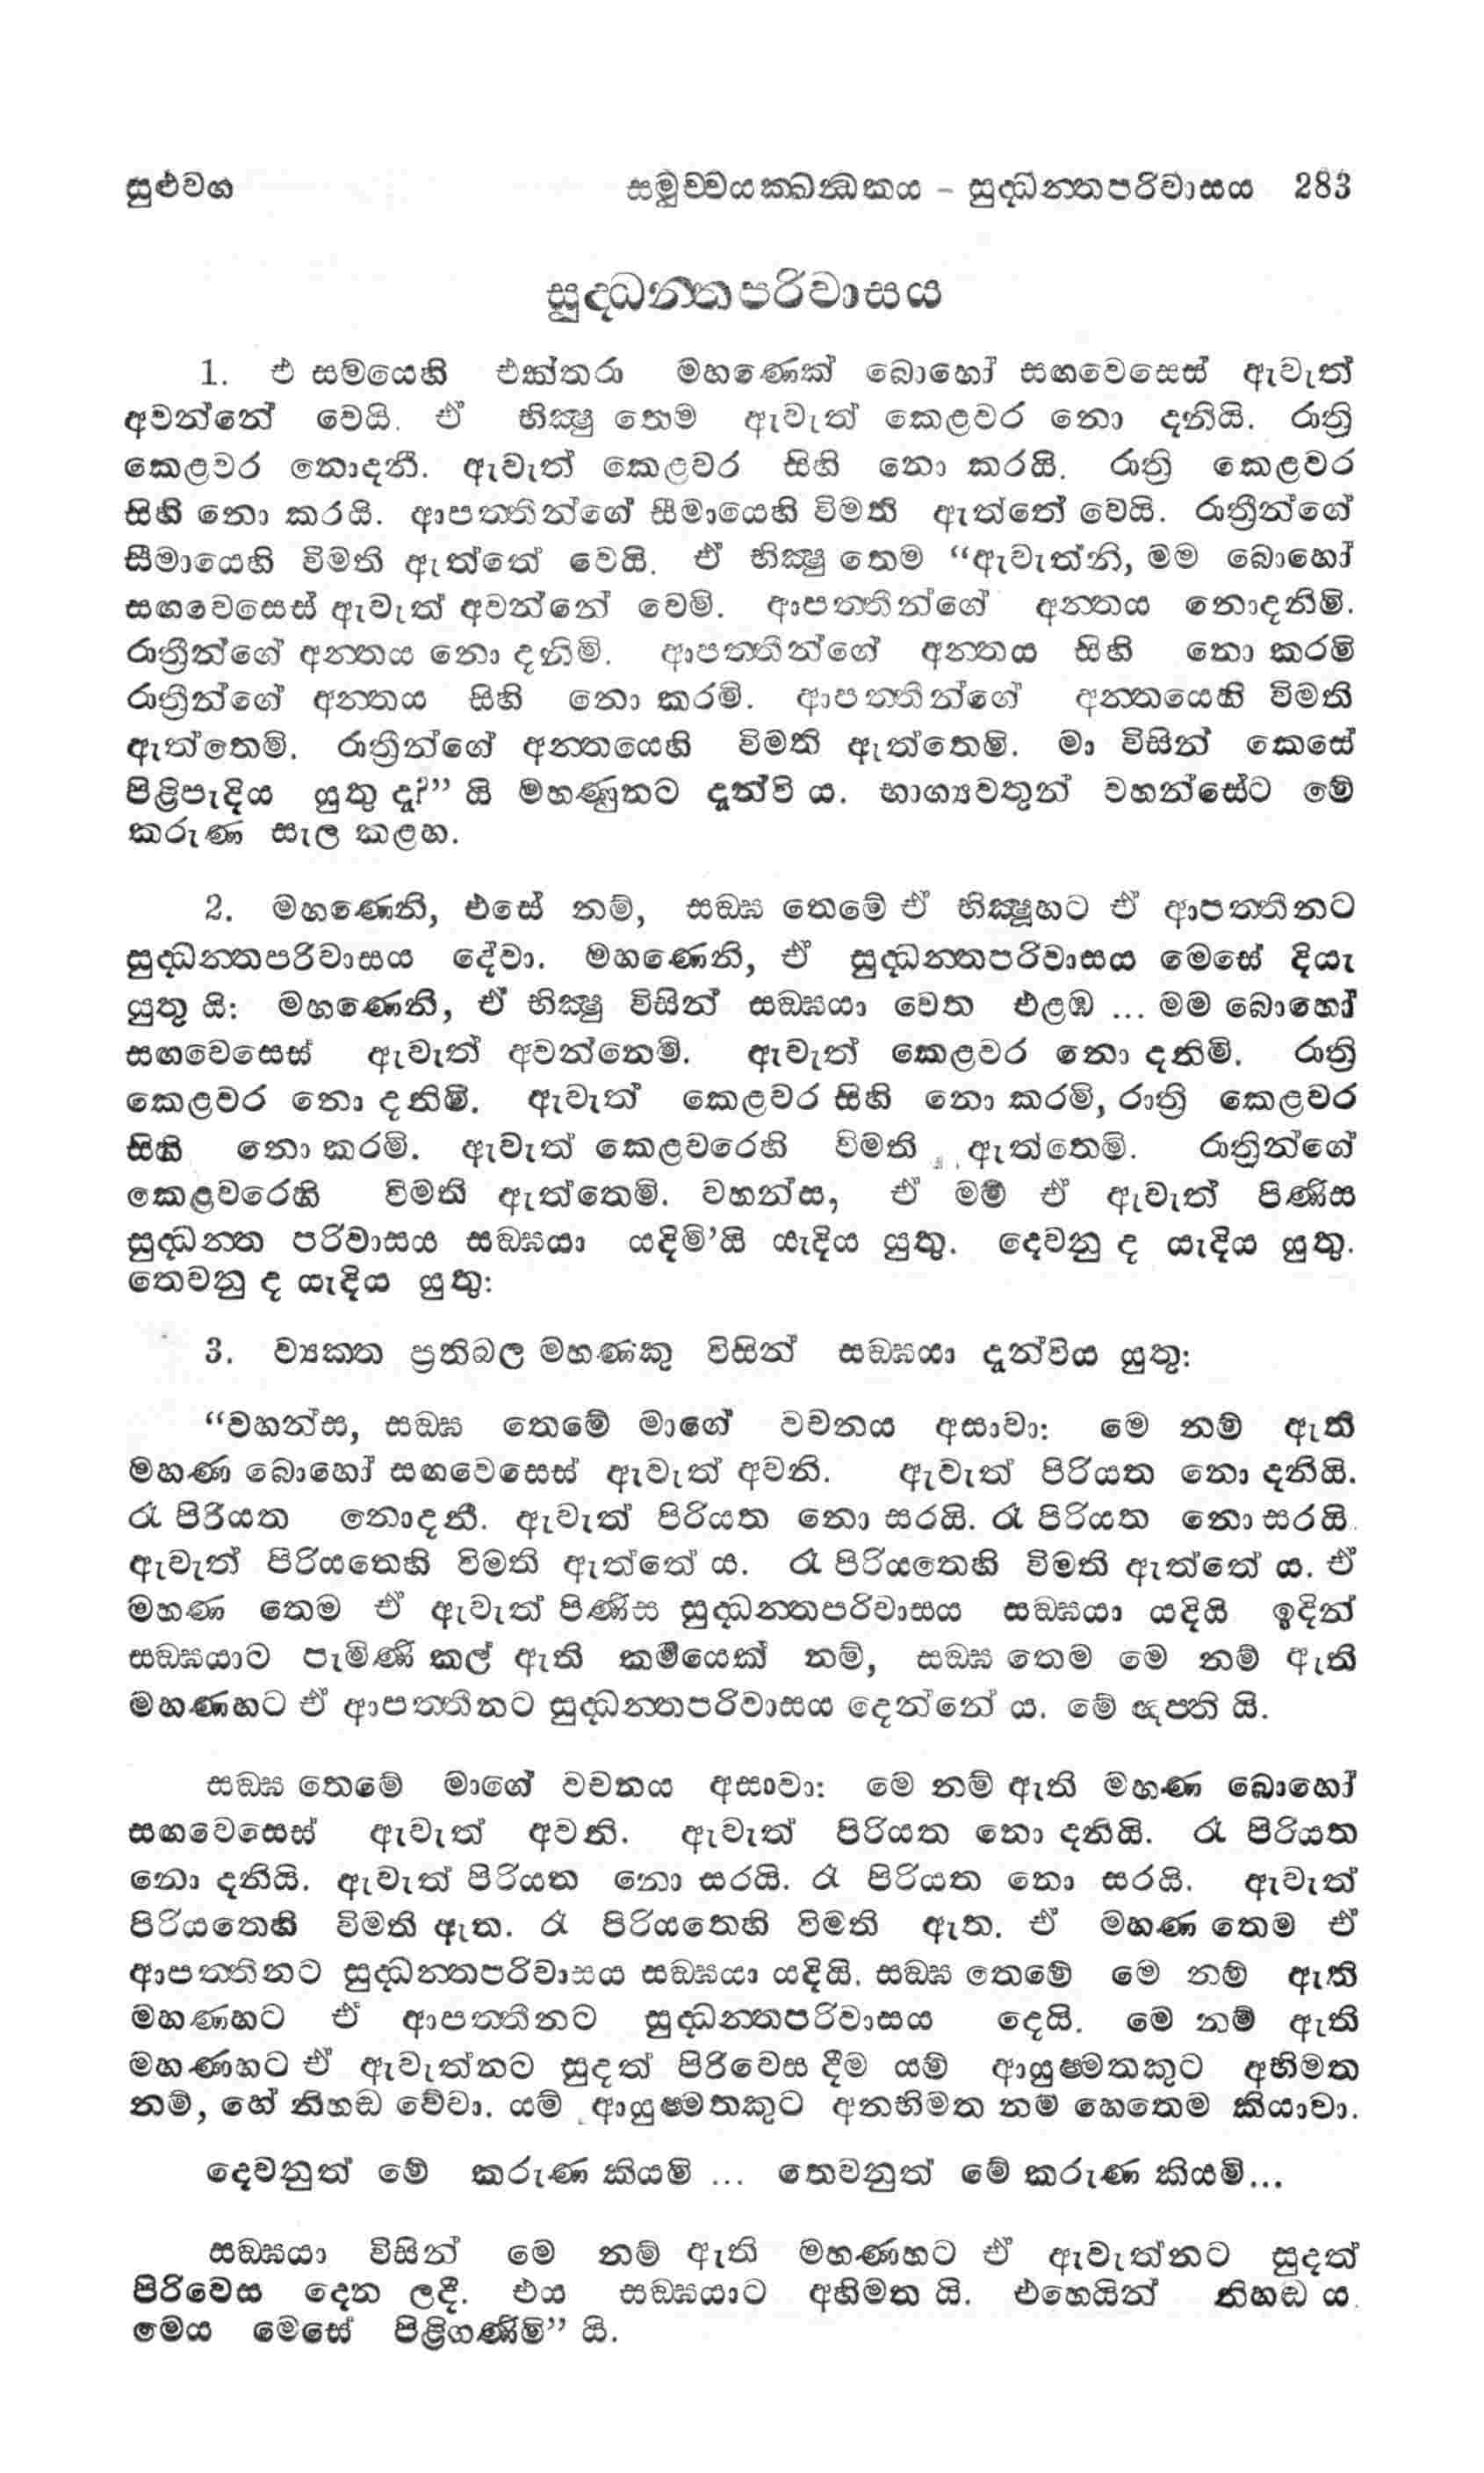 සුළුවග සමුච්චයක්ඛන්ධකය - සුද්ධන්තපරිවාසය 283
සුද්ධන්තපරිවාසය
1. එ සමයෙහි එක්තරා මහණෙක් බොහෝ සඟවෙසෙස් ඇවැත්
අවන්නේ වෙයි. ඒ භික්ෂු තෙම ඇවැත් කෙළවර නො දනියි. රාත්‍රි
කෙළවර නොදනී. ඇවැත් කෙළවර සිහි නො කරයි. රාත්‍රි කෙළවර
සිහි නො කරයි. ආපත්තින්ගේ සීමායෙහි විමති ඇත්තේ වෙයි. රාත්‍රීන්ගේ
සීමායෙහි විමති ඇත්තේ වෙයි. ඒ භික්ෂු තෙම “ඇවැත්නි, මම බොහෝ
සඟවෙසෙස් ඇවැත් අවන්නේ වෙමි. ආපත්තීන්ගේ අන්තය නොදනිමි.
රාත්‍රීන්ගේ අන්තය නො දනිමි. ආපත්තීන්ගේ අන්තය සිහි නො කරමි
රාත්‍රීන්ගේ අන්තය සිහි නො කරමි. ආපත්තින්ගේ අන්තයෙහි විමති
ඇත්තෙමි. රාත්‍රීන්ගේ අන්තයෙහි විමති ඇත්තෙමි. මා විසින් කෙසේ
පිළිපැදිය යුතු දැ?” යි මහණුනට දැන්වි ය. භාග්‍යවතුන් වහන්සේට මේ
කරුණ සැල කළහ.
2. මහණෙනි, එසේ නම්, සඞ්ඝ තෙමේ ඒ භික්ෂූහට ඒ ආපත්තීනට
සුද්ධන්තපරිවාසය දේවා. මහණෙනි, ඒ සුද්ධන්තපරිවාසය මෙසේ දියැ
යුතු යි: මහණෙනි, ඒ භික්ෂු විසින් සඞ්ඝයා වෙත එළඹ ... මම බොහෝ
සඟවෙසෙස් ඇවැත් අවන්නෙමි. ඇවැත් කෙළවර නො දනිමි. රාත්‍රි
කෙළවර නො දනිමි. ඇවැත් කෙළවර සිහි නො කරමි, රාත්‍රි කෙළවර
සිහි නො කරමි. ඇවැත් කෙළවරෙහි විමති ඇත්තෙමි. රාත්‍රින්ගේ
කෙළවරෙහි විමති ඇත්තෙමි. වහන්ස, ඒ මම් ඒ ඇවැත් පිණිස
සුද්ධන්ත පරිවාසය සඞ්ඝයා යදිමි’යි යැදිය යුතු. දෙවනු ද යැදිය යුතු.
තෙවනු ද යැදිය යුතු:
3. ව්‍යක්ත ප්‍රතිබල මහණකු විසින් සඞ්ඝයා දැන්විය යුතු:
“වහන්ස, සඞ්ඝ තෙමේ මාගේ වචනය අසාවා: මෙ නම් ඇති
මහණ බොහෝ සඟවෙසෙස් ඇවැත් අවනි. ඇවැත් පිරියත නො දනියි.
රෑ පිරියත නොදනී. ඇවැත් පිරියත නො සරයි. රෑ පිරියත නො සරයි.
ඇවැත් පිරියතෙහි විමති ඇත්තේ ය. රෑ පිරියතෙහි විමති ඇත්තේ ය. ඒ
මහණ තෙම ඒ ඇවැත් පිණිස සුද්ධන්තපරිවාසය සඞ්ඝයා යදියි ඉදින්
සඞ්ඝයාට පැමිණි කල් ඇති කර්මයෙක් නම්, සඞ්ඝ තෙම මෙ නම් ඇති
මහණහට ඒ ආපත්තීනට සුද්ධන්තපරිවාසය දෙන්නේ ය. මේ ඥප්ති යි.
සඞ්ඝ තෙමේ මාගේ වචනය අසාවා: මෙ නම් ඇති මහණ බොහෝ
සඟවෙසෙස් ඇවැත් අවනි. ඇවැත් පිරියත නො දනියි. රෑ පිරියත
නො දනියි. ඇවැත් පිරියත නො සරයි. රෑ පිරියත නො සරයි. ඇවැත්
පිරියතෙහි විමති ඇත. රෑ පිරියතෙහි විමති ඇත. ඒ මහණ තෙම ඒ
ආපත්තිනට සුද්ධන්තපරිවාසය සඞ්ඝයා යදියි. සඞ්ඝ තෙමේ මෙ නම් ඇති
මහණහට ඒ ආපත්තීනට සුද්ධන්තපරිවාසය දෙයි. මෙ නම් ඇති
මහණහට ඒ ඇවැත්නට සුදත් පිරිවෙස දීම යම් ආයුෂ්මතකුට අභිමත
නම්, හේ නිහඬ වේවා. යම් ආයුෂ්මතකුට අනභිමත නම් හෙතෙම කියාවා.
දෙවනුත් මේ කරුණ කියමි ... තෙවනුත් මේ කරුණ කියමි...
සඞ්ඝයා විසින් මෙ නම් ඇති මහණහට ඒ ඇවැත්නට සුදත්
පිරිවෙස දෙන ලදී. එය සඞ්ඝයාට අභිමත යි. එහෙයින් නිහඬ ය.
මෙය මෙසේ පිළිගණිමි” යි.